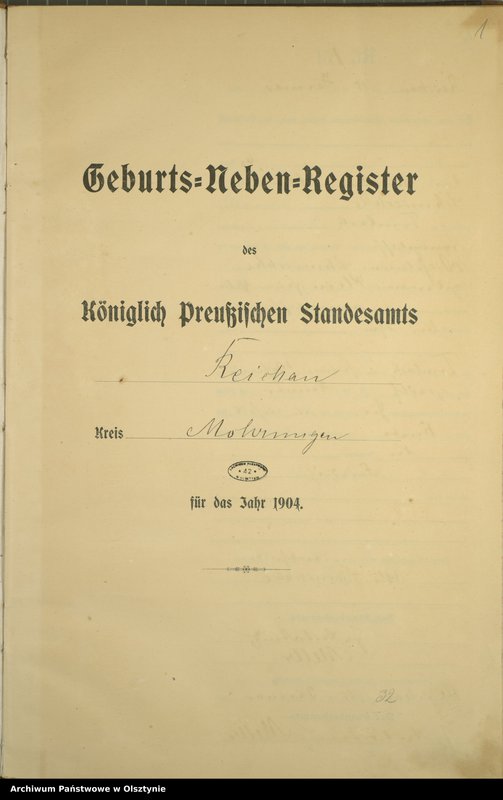 1
Geburts=Neben=Register
des
Königlich Preußischen Standesamts
Reichau
Kreis Mohrungen
42
für das Jahr 1904.
32
Archiwum Państwowe w Olsztynie